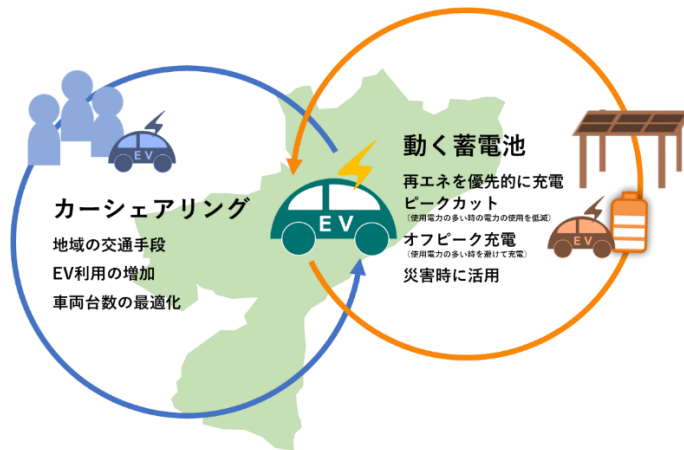 カーシェアリング
地域の交通手段
EV利用の増加
車両台数の最適化
EV
EV
動く蓄電池
再エネを優先的に充電
ピークカット
(使用電力の多い時の電力の使用を低減)
オフピーク充電
(使用電力の多い時を避けて充電)
災害時に活用
EV